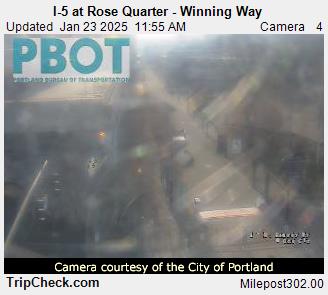 I-5 at Rose Quarter - Winning Way
Updated  Jan 23 2025  11:55 AM
Camera   4
PBOT
PORTLAND BUREAU OF TRANSPORTATION
Camera courtesy of the City of Portland
TripCheck.com
Milepost302.00